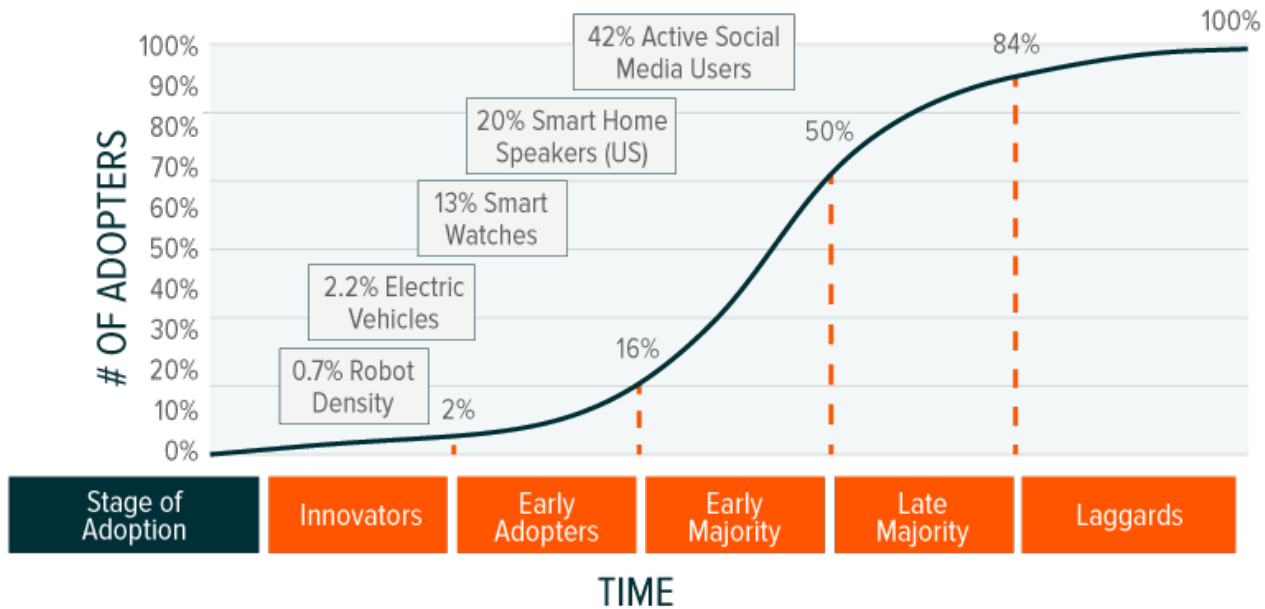 100%
42% Active Social
Media Users
84%
100%
90%
80%
20% Smart Home
Speakers (US)
50%
70%
60%
13% Smart
Watches
50%
40%
2.2% Electric
Vehicles
30%
16%
20%
0.7% Robot
Density
2%
10%
0%
# OF ADOPTERS
Stage of
Adoption
Innovators
Early
Adopters
Early
Majority
Late
Majority
Laggards
TIME